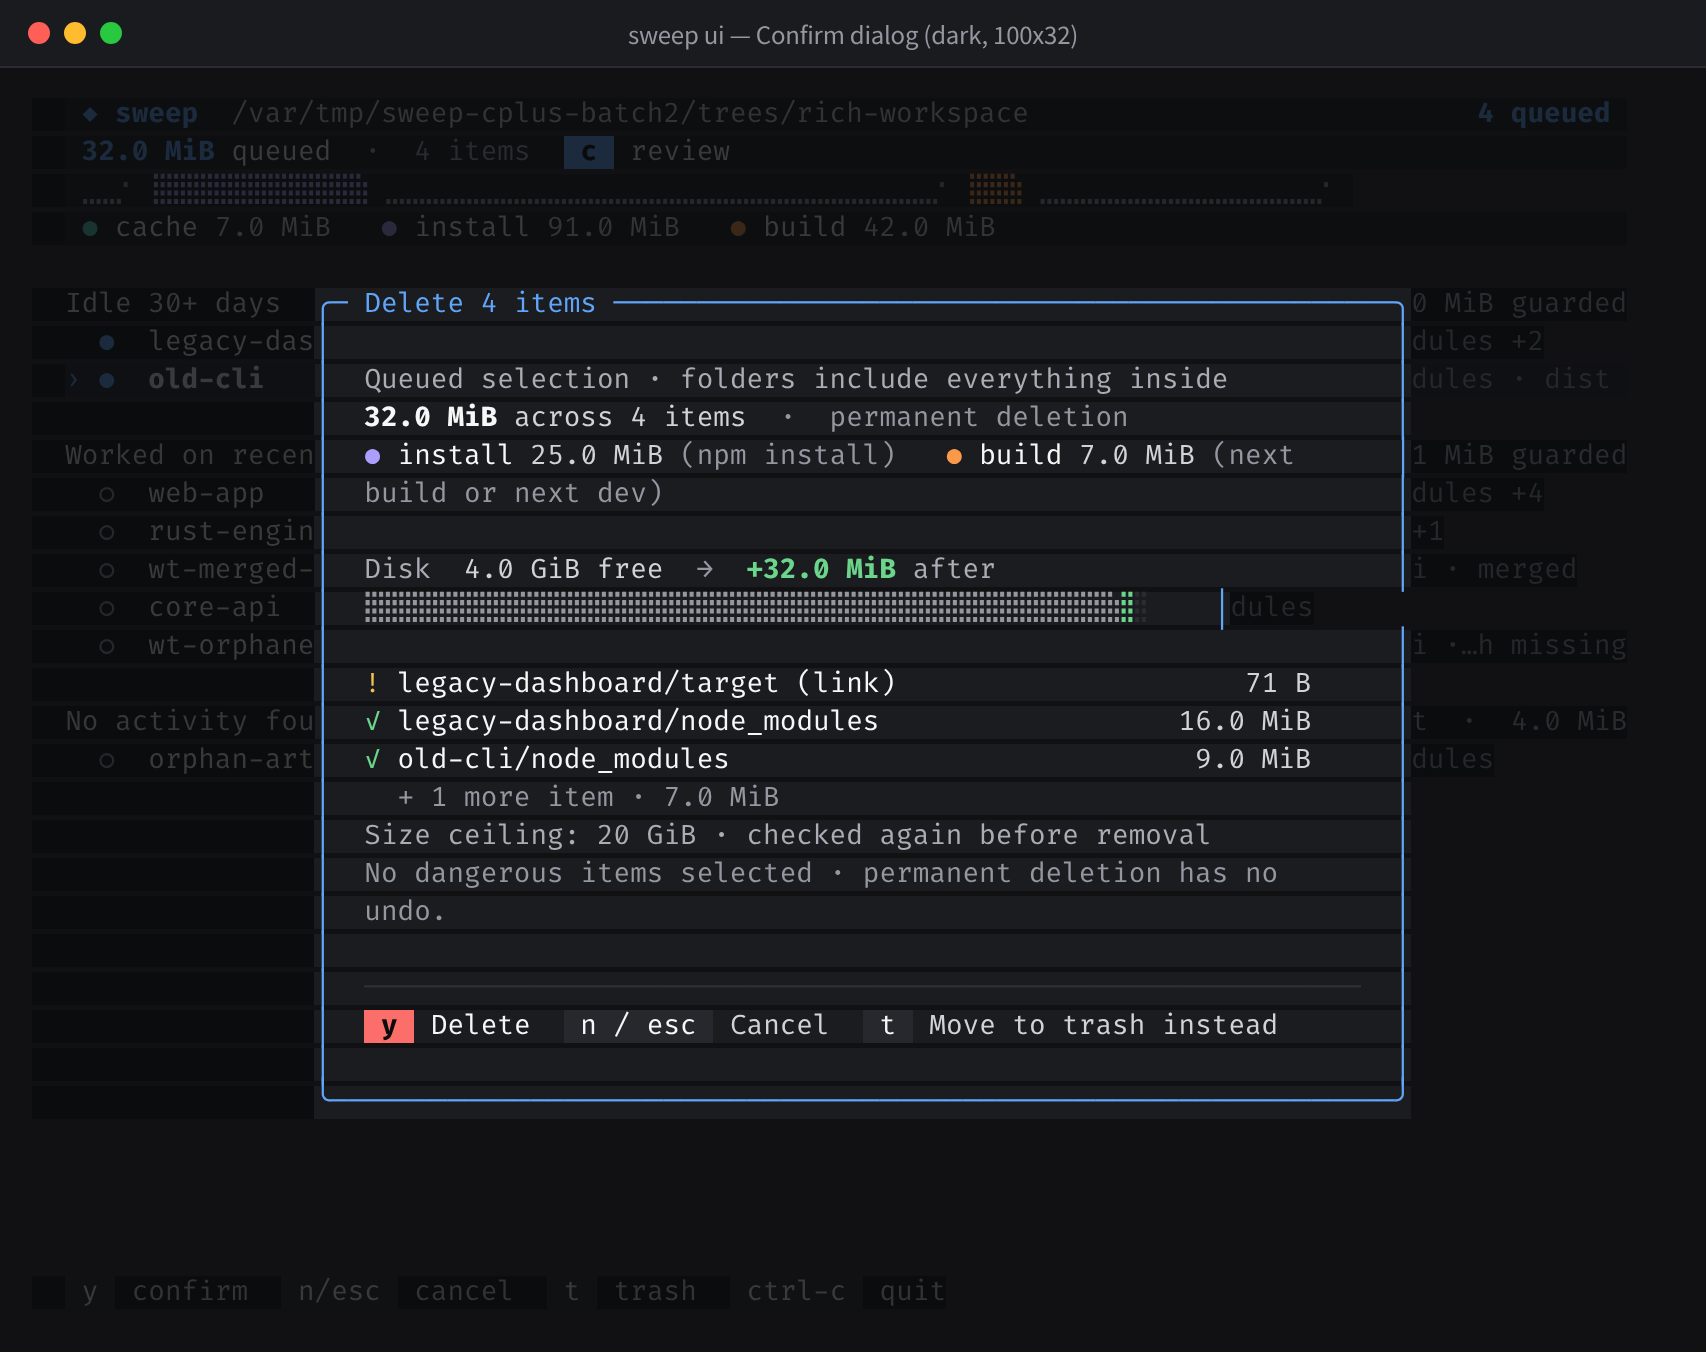 sweep ui — Confirm dialog (dark, 100x32)
◆ sweep /var/tmp/sweep-cplus-batch2/trees/rich-workspace 4 queued
32.0 MiB queued · 4 items c review
● cache 7.0 MiB ● install 91.0 MiB ● build 42.0 MiB
Idle 30+ days
0 MiB guarded
● legacy-das
dules +2
› ● old-cli
dules · dist
Worked on recen
1 MiB guarded
○ web-app
dules +4
○ rust-engin
+1
○ wt-merged-
i · merged
○ core-api
dules
○ wt-orphane
i ·…h missing
No activity fou
t · 4.0 MiB
○ orphan-art
dules
Delete 4 items
Queued selection · folders include everything inside
32.0 MiB across 4 items · permanent deletion
● install 25.0 MiB (npm install) ● build 7.0 MiB (next
build or next dev)
Disk 4.0 GiB free → +32.0 MiB after
! legacy-dashboard/target (link) 71 B
√ legacy-dashboard/node_modules 16.0 MiB
√ old-cli/node_modules 9.0 MiB
+ 1 more item · 7.0 MiB
Size ceiling: 20 GiB · checked again before removal
No dangerous items selected · permanent deletion has no
undo.
y Delete n / esc Cancel t Move to trash instead
y confirm n/esc cancel t trash ctrl-c quit